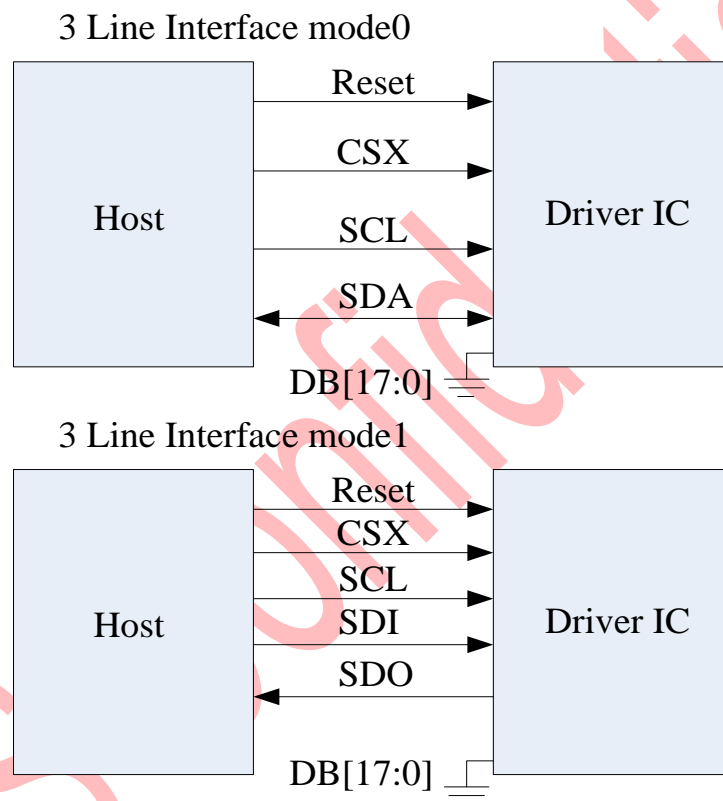 3 Line Interface mode0
Reset
CSX
Host
Driver IC
SCL
SDA
DB[17:0]
3 Line Interface mode1
Reset
CSX
SCL
Host
SDI
Driver IC
SDO
DB[17:0]